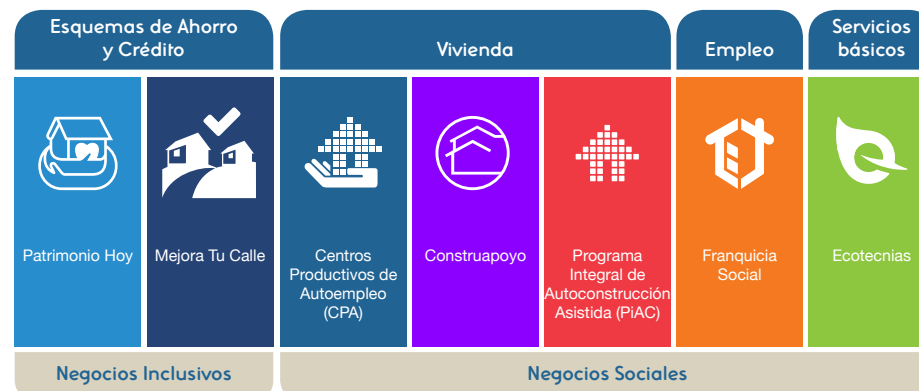 Esquemas de Ahorro
y Crédito
Vivienda
Empleo
Servicios
básicos
Patrimonio Hoy
Mejora Tu Calle
Centros
Productivos de
Autoempleo
(CPA)
Construapoyo
Programa
Integral de
Autoconstrucción
Asistida (PiAC)
Franquicia
Social
Ecotecnias
Negocios Inclusivos
Negocios Sociales